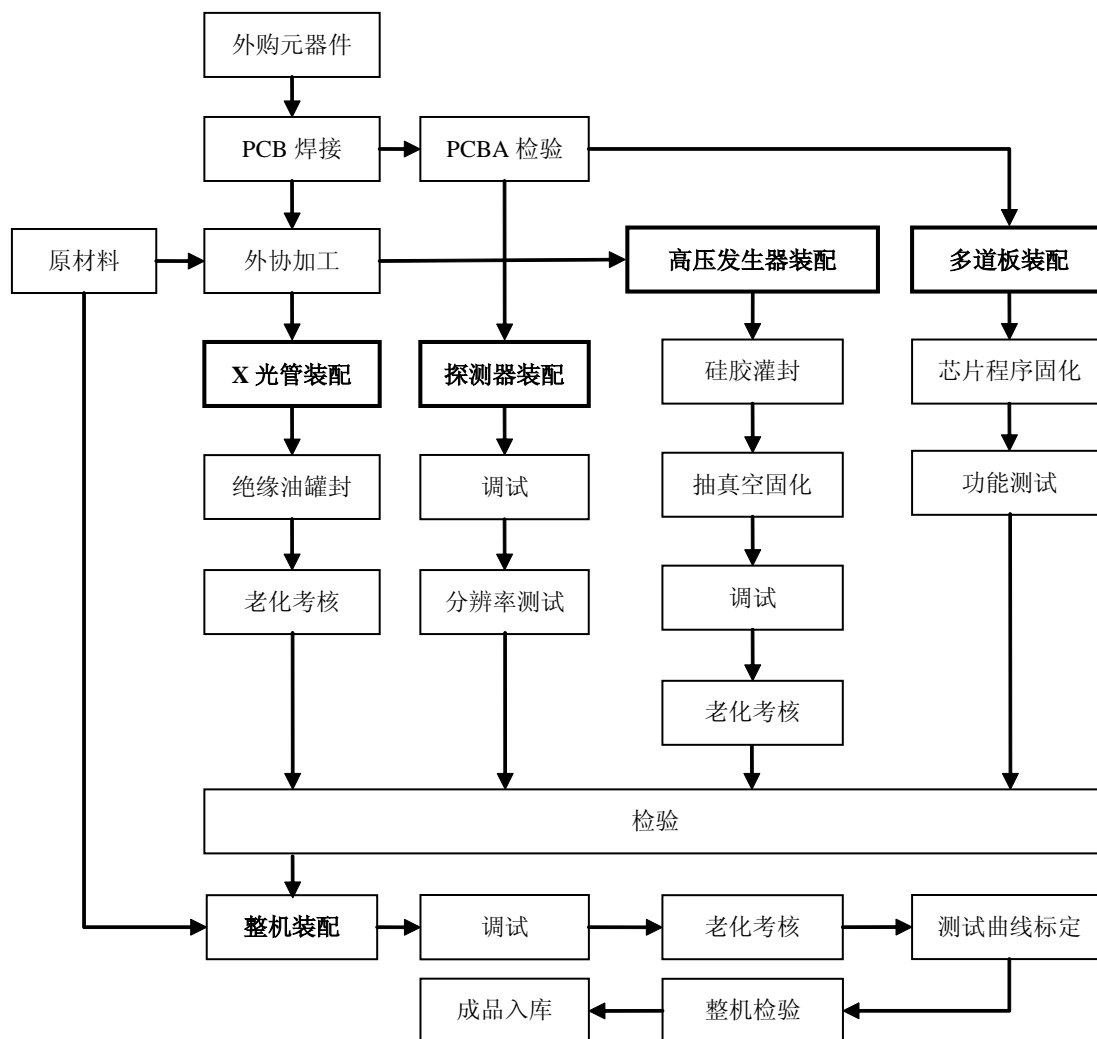 外购元器件
PCB 焊接
PCBA 检验
原材料
外协加工
高压发生器装配
多道板装配
X 光管装配
探测器装配
硅胶灌封
芯片程序固化
绝缘油罐封
调试
抽真空固化
功能测试
老化考核
分辨率测试
调试
老化考核
检验
整机装配
调试
老化考核
测试曲线标定
成品入库
整机检验